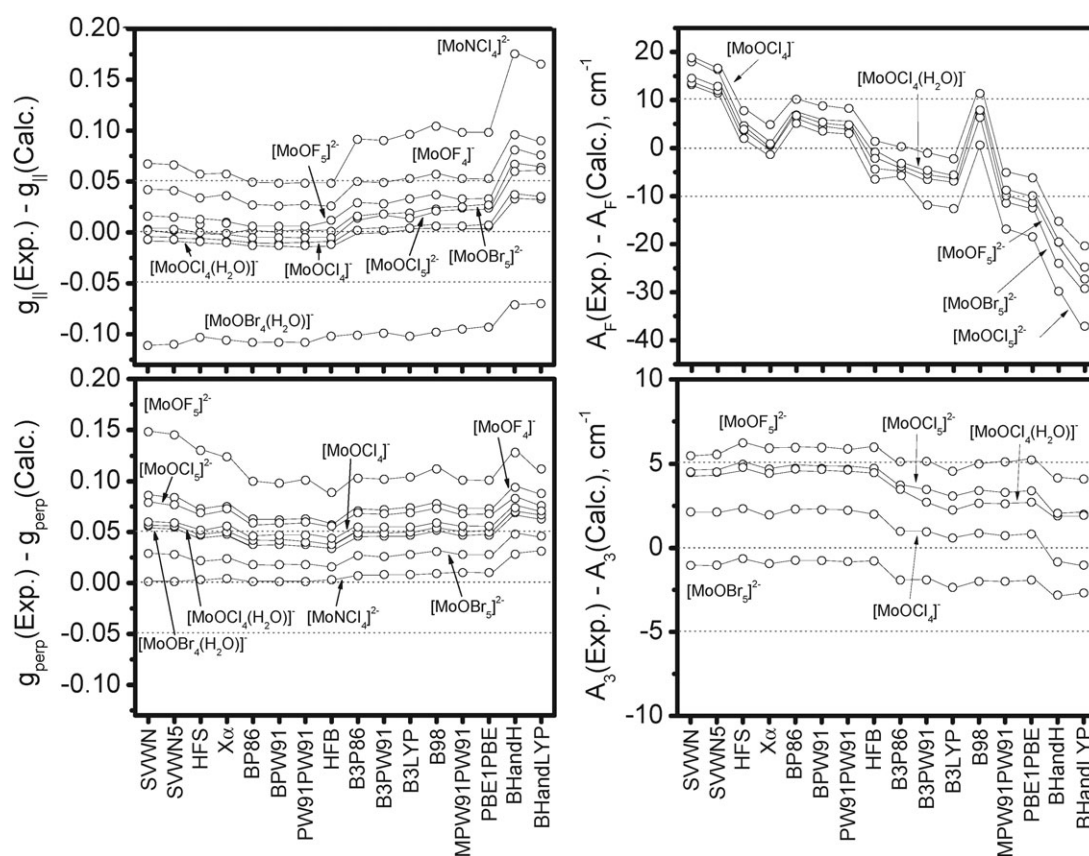 0.20
0.15
0.10
0.05
0.00
-0.05
-0.10
g||(Exp.) - g||(Calc.)
[MoNCl4]2-
[MoOF5]2-
[MoOF4]-
[MoOCl4(H2O)]-
[MoOCl4]-
[MoOCl5]2-
[MoOBr5]2-
[MoOBr4(H2O)]-
20
10
0
-10
-20
-30
-40
AF(Exp.) - AF(Calc.), cm-1
[MoOCl4]-
[MoOCl4(H2O)]-
[MoOF5]2-
[MoOBr5]2-
[MoOCl5]2-
0.20
0.15
0.10
0.05
0.00
-0.05
-0.10
gperp(Exp.) - gperp(Calc.)
[MoOF5]2-
[MoOCl5]2-
[MoOCl4]-
[MoOF4]-
[MoOCl4(H2O)]-
[MoNCl4]2-
[MoOBr5]2-
[MoOBr4(H2O)]-
SVWN
SVWN5
HFS
Xα
BP86
BPW91
PW91PW91
HFB
B3P86
B3PW91
B3LYP
B98
MPW91PW91
PBE1PBE
BHandH
BHandLYP
10
5
0
-5
-10
A3(Exp.) - A3(Calc.), cm-1
[MoOF5]2-
[MoOCl5]2-
[MoOCl4(H2O)]-
[MoOBr5]2-
[MoOCl4]-
SVWN
SVWN5
HFS
Xα
BP86
BPW91
PW91PW91
HFB
B3P86
B3PW91
B3LYP
B98
MPW91PW91
PBE1PBE
BHandH
BHandLYP